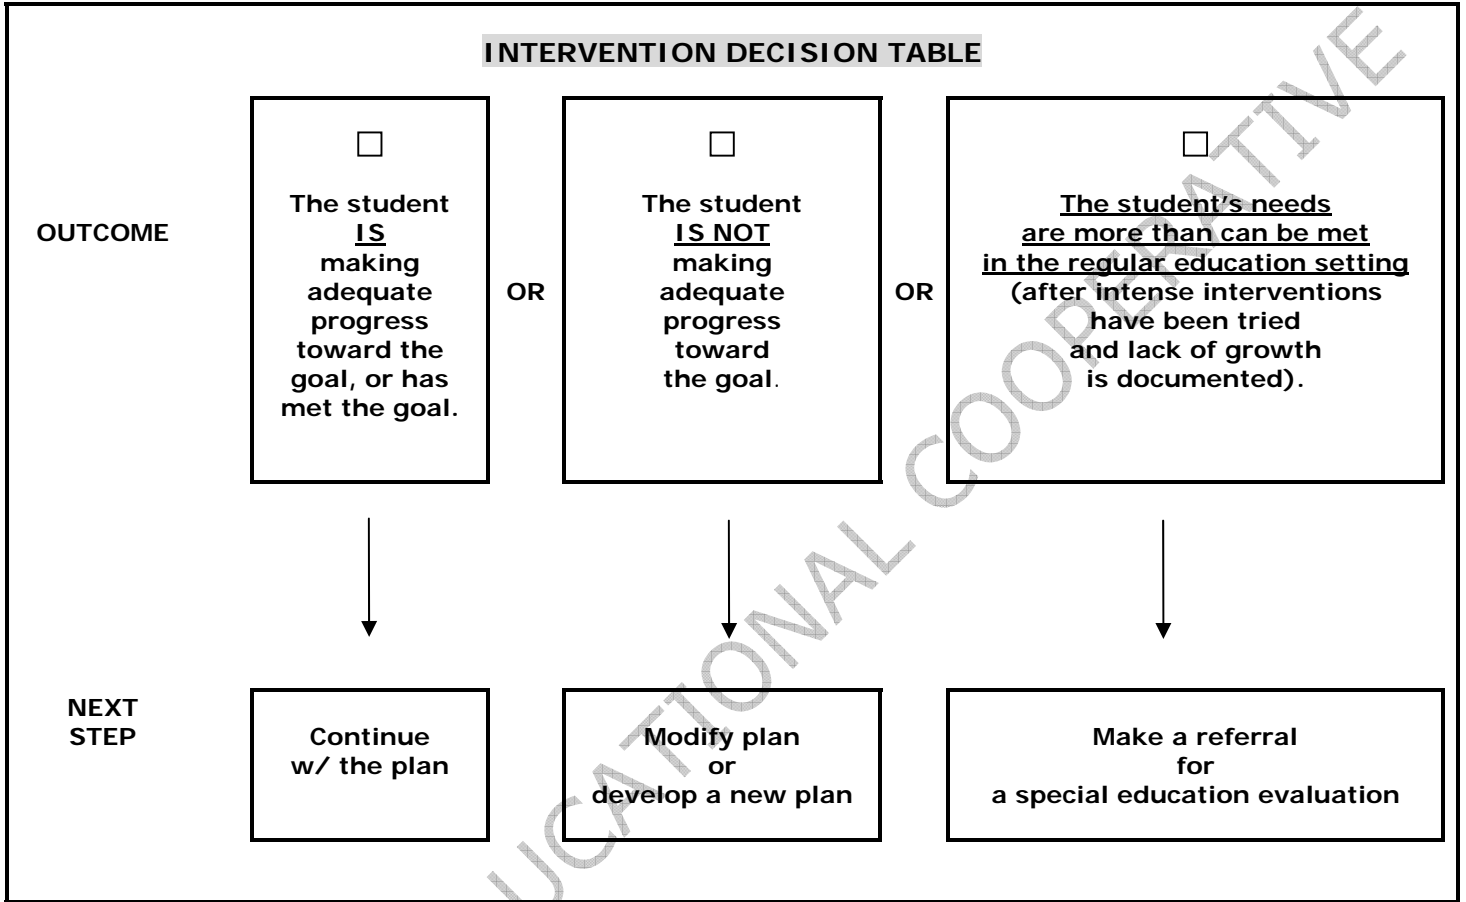 INTERVENTION DECISION TABLE
OUTCOME
☐
The student
IS
making
adequate
progress
toward the
goal, or has
met the goal.
OR
☐
The student
IS NOT
making
adequate
progress
toward
the goal.
OR
☐
The student's needs
are more than can be met
in the regular education setting
(after intense interventions
have been tried
and lack of growth
is documented).
NEXT
STEP
Continue
w/ the plan
Modify plan
or
develop a new plan
Make a referral
for
a special education evaluation
UCATIONAL COOPERATIVE